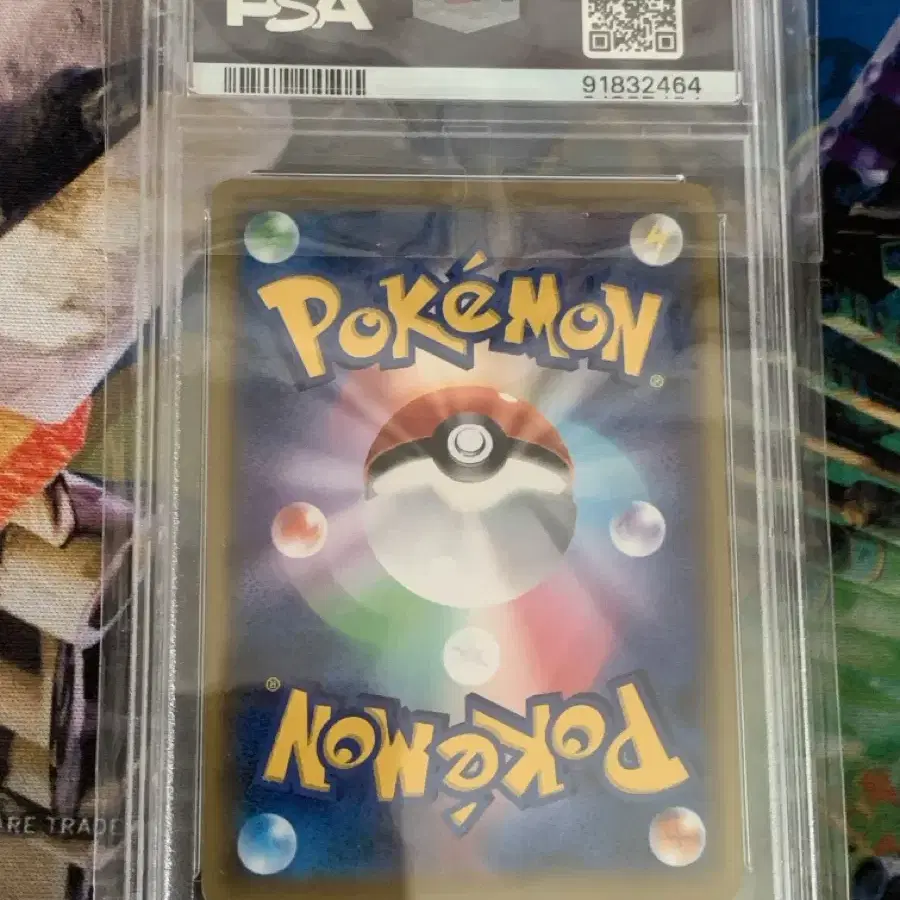 PSA
91832464
POKéMON
®
®
POKéMON
ARE TRADE